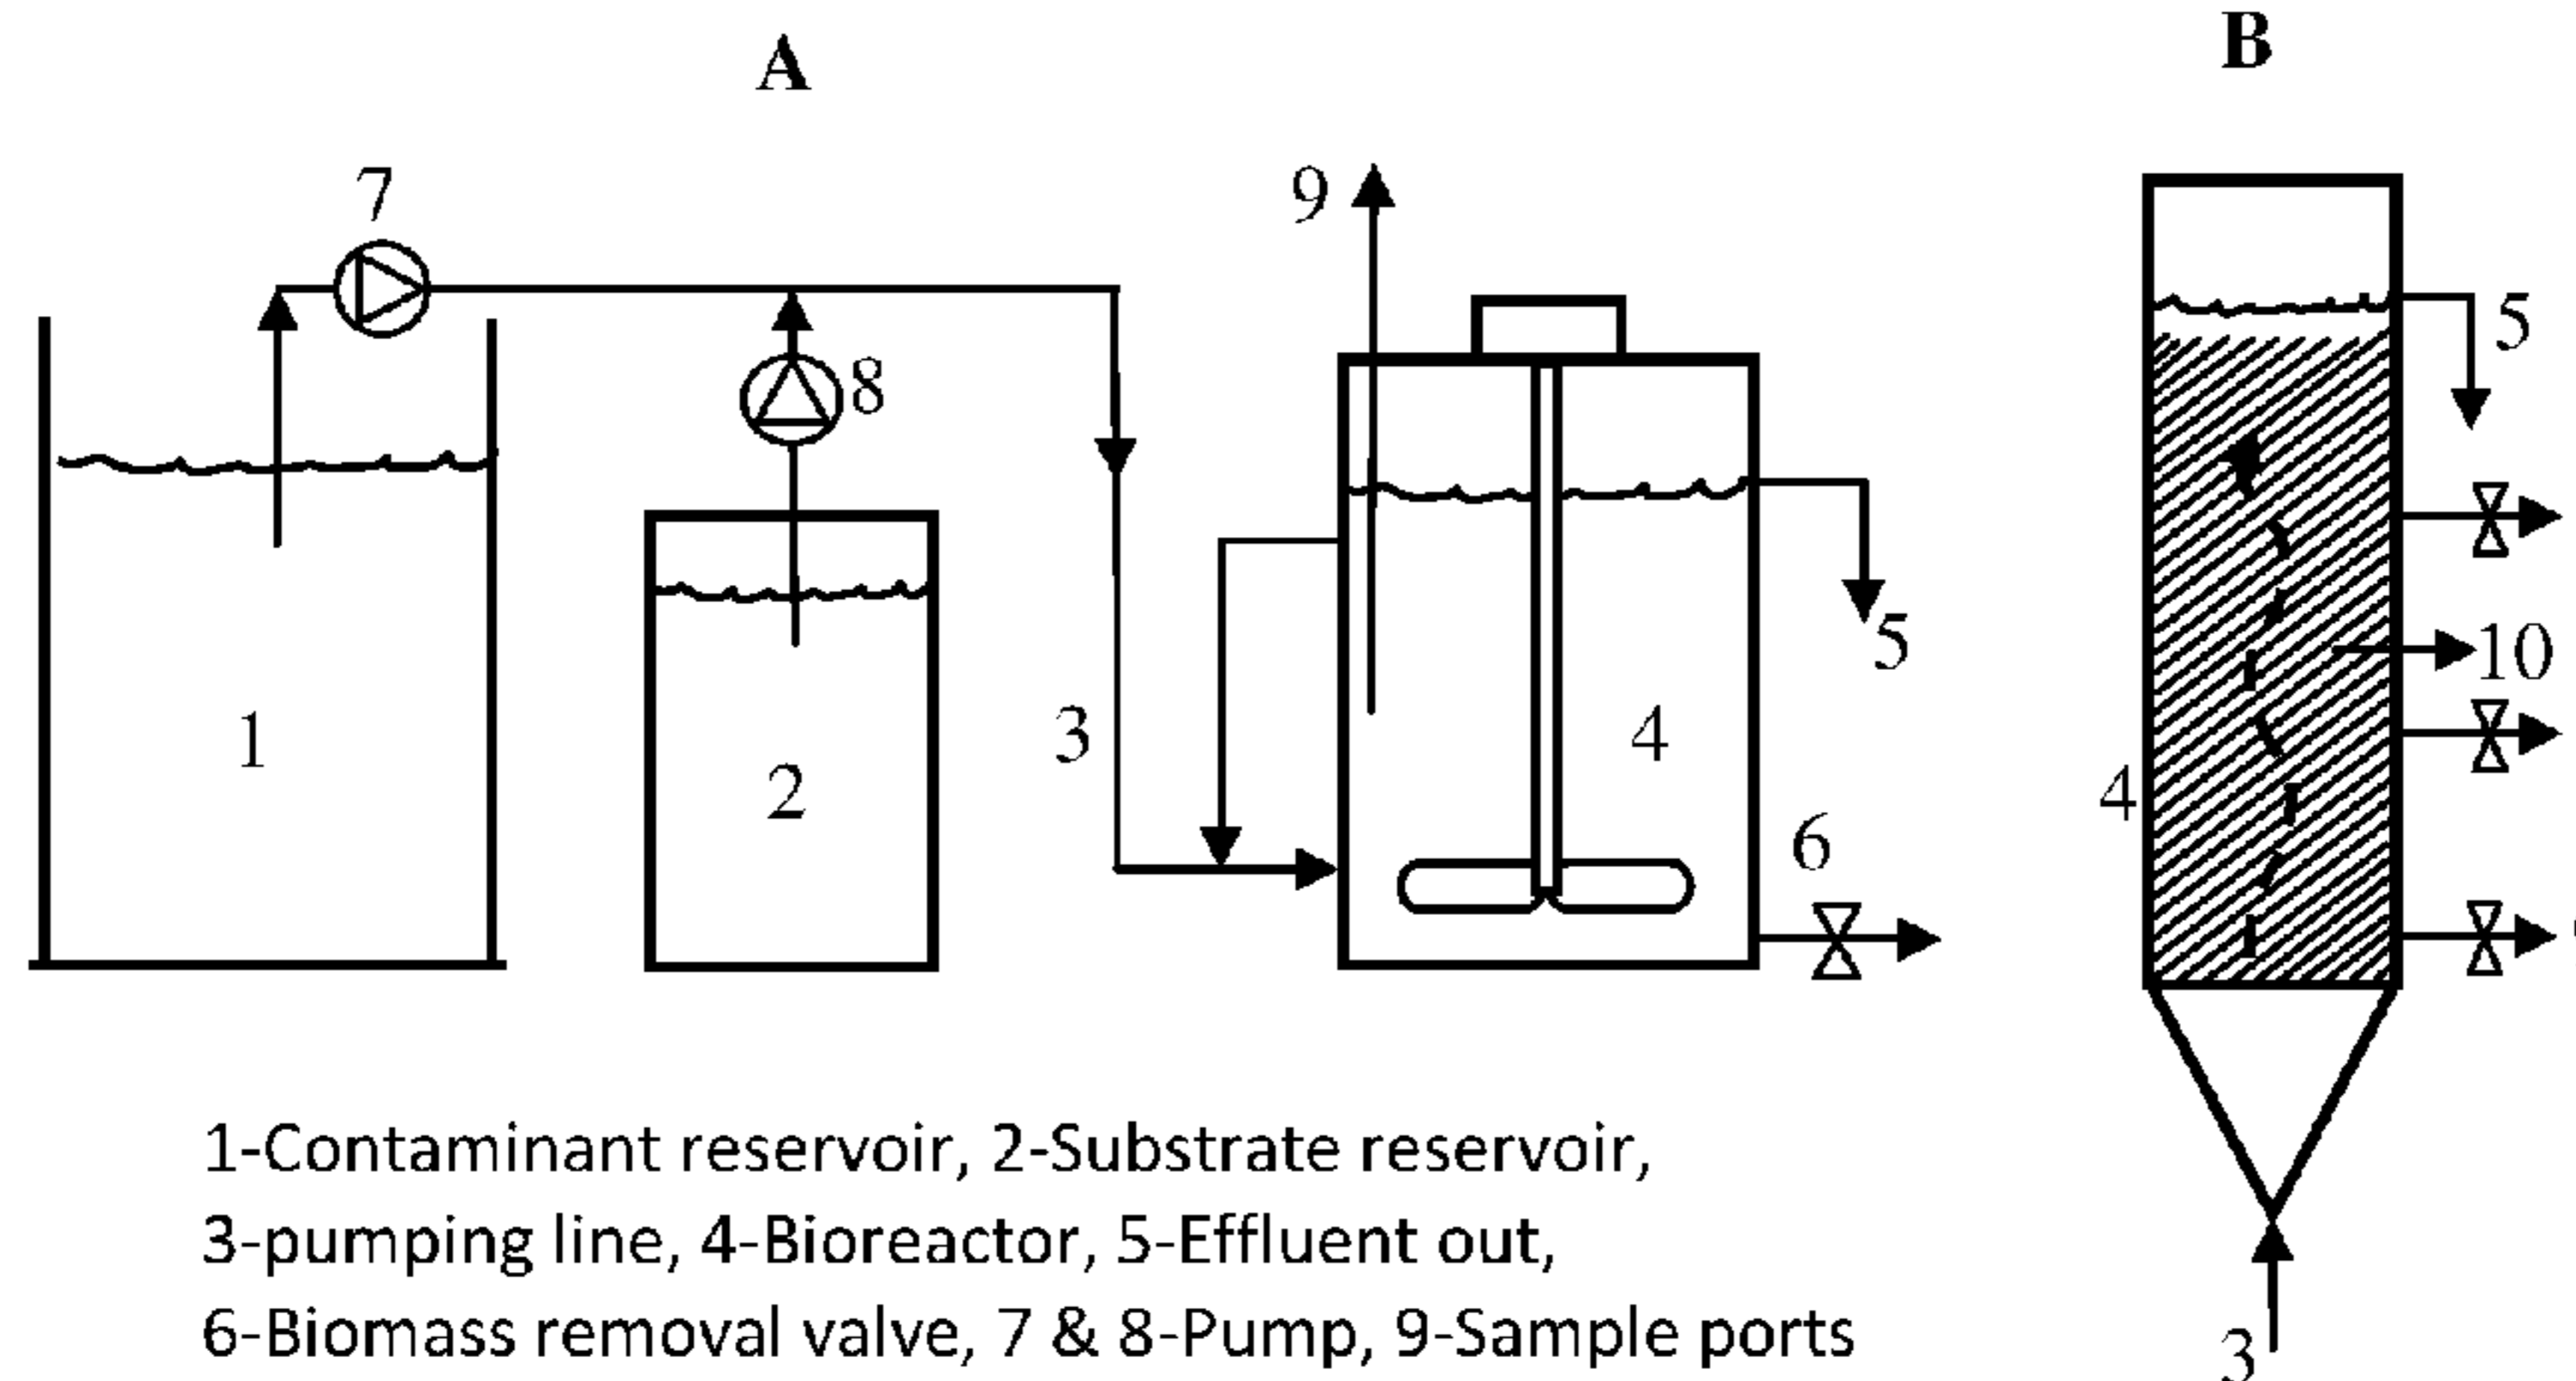 A
B
7
9
8
5
5
10
1
2
3
4
4
6
3
1-Contaminant reservoir, 2-Substrate reservoir,
3-pumping line, 4-Bioreactor, 5-Effluent out,
6-Biomass removal valve, 7 & 8-Pump, 9-Sample ports